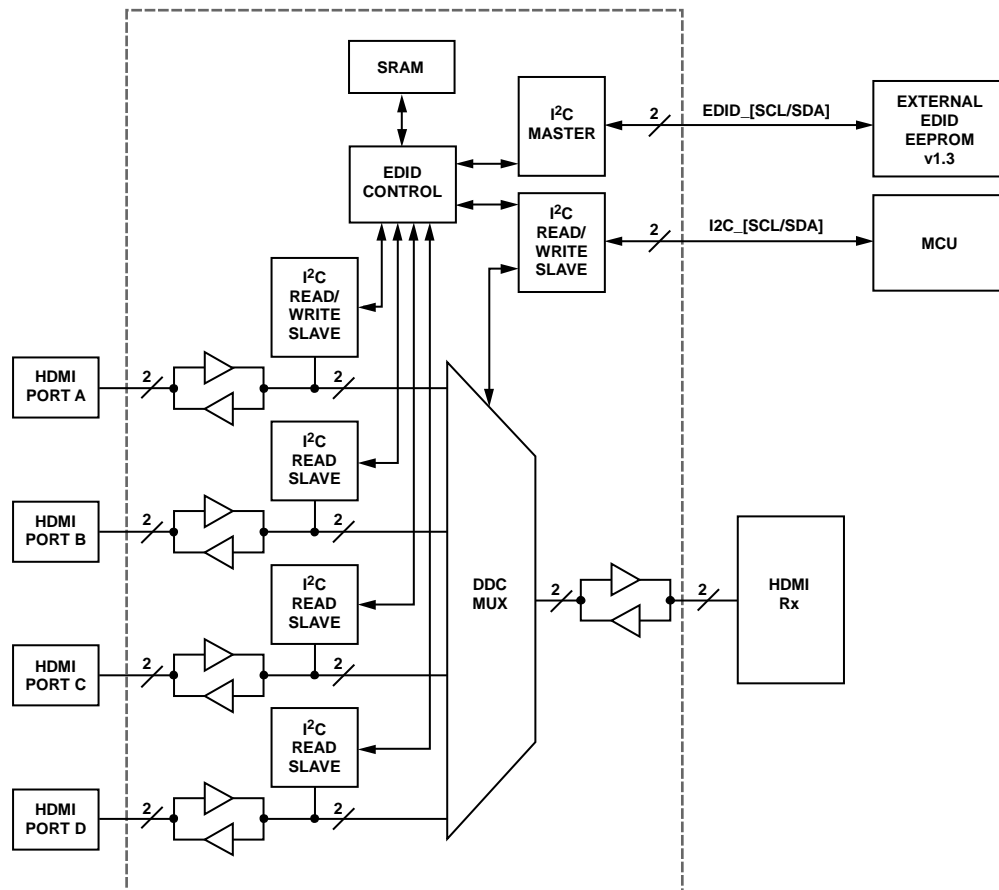 SRAM
I²C
MASTER
2
EDID_[SCL/SDA]
EXTERNAL
EDID
EEPROM
v1.3
EDID
CONTROL
I²C
READ/
WRITE
SLAVE
2
I2C_[SCL/SDA]
MCU
I²C
READ/
WRITE
SLAVE
HDMI
PORT A
2
2
I²C
READ
SLAVE
HDMI
PORT B
2
2
I²C
READ
SLAVE
DDC
MUX
2
2
HDMI
Rx
HDMI
PORT C
2
2
I²C
READ
SLAVE
HDMI
PORT D
2
2